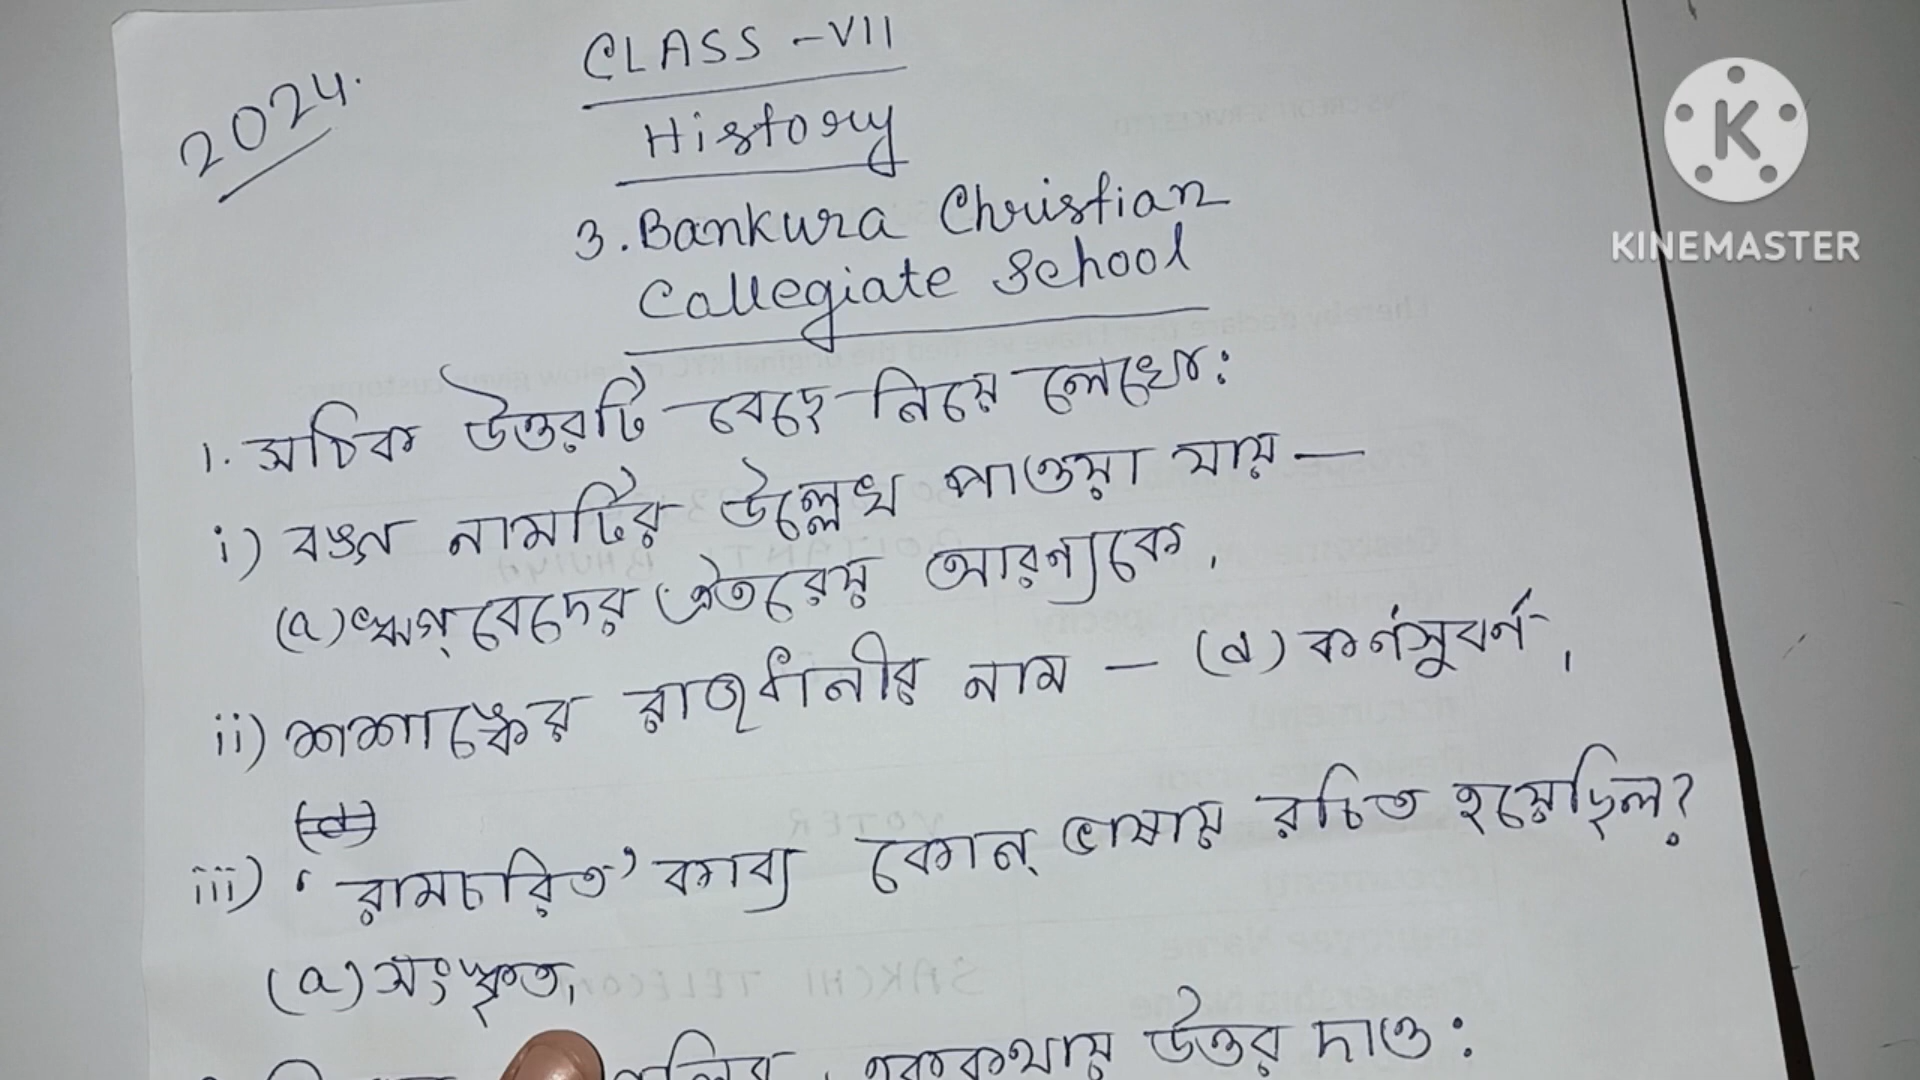 2024.
CLASS -VII
History
3. Bankura Christian
Collegiate School
KINEMASTER
1. সঠিক উত্তরটি বেছে নিয়ে লেখো:
i) বঙ্গ নামটির উল্লেখ পাওয়া যায় —
(a) ঋগ্‌বেদের ঐতরেয় আরণ্যকে,
ii) শশাঙ্কের রাজধানীর নাম — (d) কর্ণসুবর্ণ,
(d)
iii) 'রামচরিত' কাব্য কোন্ ভাষায় রচিত হয়েছিল?
(a) সংস্কৃত,
এককথায় উত্তর দাও: